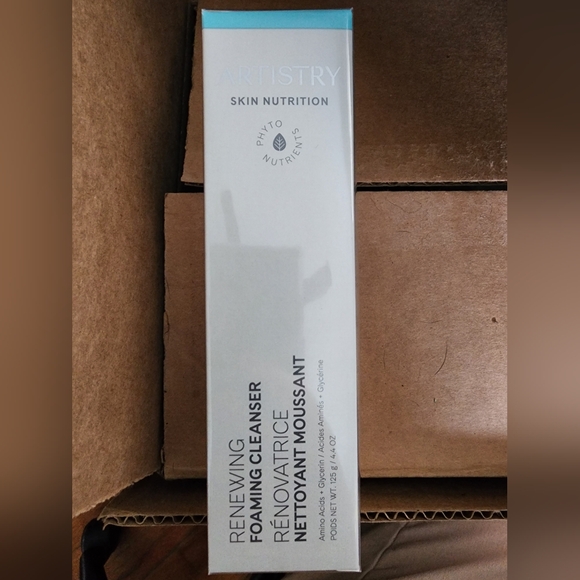 ARTISTRY
SKIN NUTRITION
PHYTO
NUTRIENTS
RENEWING
FOAMING CLEANSER
RÉNOVATRICE
NETTOYANT MOUSSANT
Amino Acids + Glycerin / Acides Aminés + Glycérine
POIDS NET WT. 125 g / 4.4 OZ